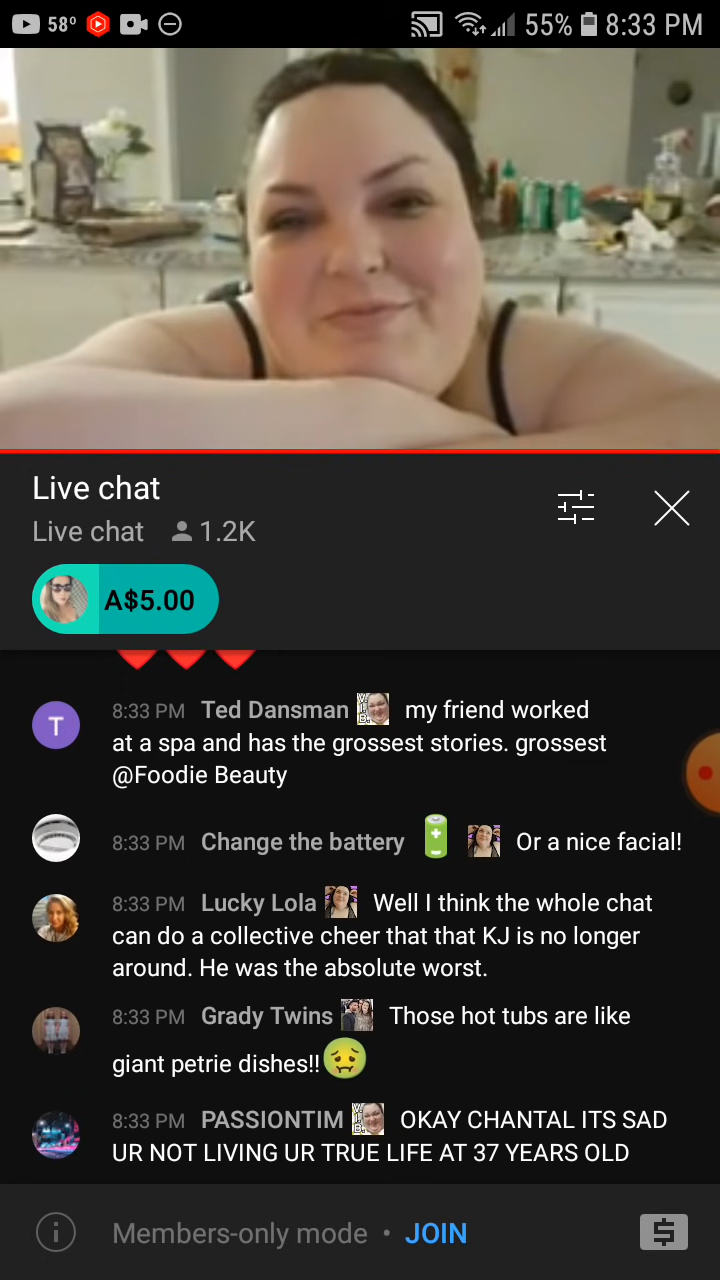 58° 55% 8:33 PM
Live chat
Live chat 1.2K
A$5.00
8:33 PM Ted Dansman my friend worked
at a spa and has the grossest stories. grossest
@Foodie Beauty
8:33 PM Change the battery Or a nice facial!
8:33 PM Lucky Lola Well I think the whole chat
can do a collective cheer that that KJ is no longer
around. He was the absolute worst.
8:33 PM Grady Twins Those hot tubs are like
giant petrie dishes!!
T
8:33 PM PASSIONTIM OKAY CHANTAL ITS SAD
UR NOT LIVING UR TRUE LIFE AT 37 YEARS OLD
Members-only mode • JOIN